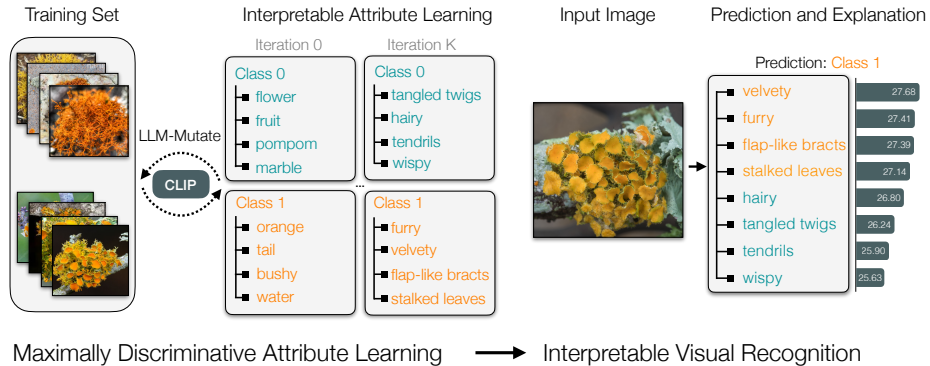 Training Set
Interpretable Attribute Learning
Input Image
Prediction and Explanation
Iteration 0
Iteration K
LLM-Mutate
CLIP
Class 0
flower
fruit
pompom
marble
Class 0
tangled twigs
hairy
tendrils
wispy
...
Class 1
orange
tail
bushy
water
Class 1
furry
velvety
flap-like bracts
stalked leaves
Prediction: Class 1
velvety 27.68
furry 27.41
flap-like bracts 27.39
stalked leaves 27.14
hairy 26.80
tangled twigs 26.24
tendrils 25.90
wispy 25.63
Maximally Discriminative Attribute Learning
Interpretable Visual Recognition